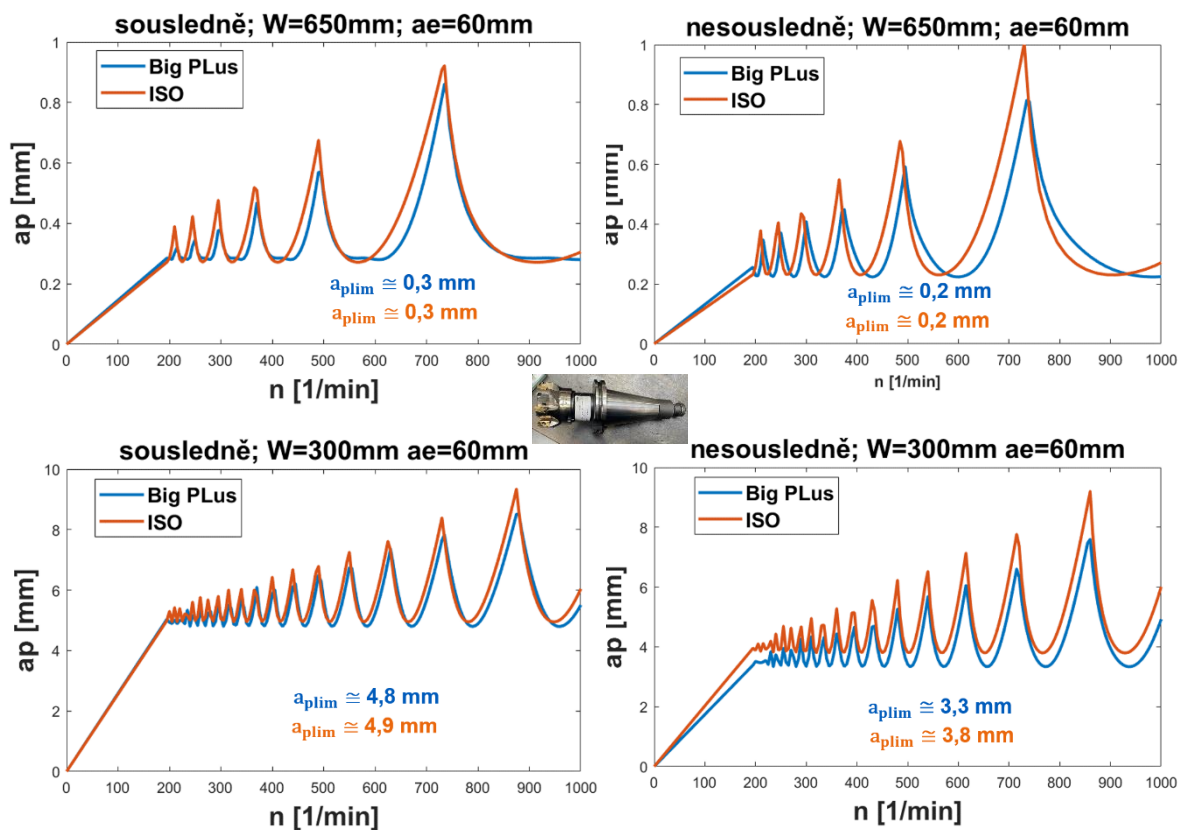 sousledně; W=650mm; ae=60mm
Big PLus
ISO
ap [mm]
1
0.8
0.6
0.4
0.2
0
a_plim ≅ 0,3 mm
a_plim ≅ 0,3 mm
0 100 200 300 400 500 600 700 800 900 1000
n [1/min]
nesousledně; W=650mm; ae=60mm
Big PLus
ISO
ap [mm]
1
0.8
0.6
0.4
0.2
0
a_plim ≅ 0,2 mm
a_plim ≅ 0,2 mm
0 100 200 300 400 500 600 700 800 900 1000
n [1/min]
sousledně; W=300mm ae=60mm
Big PLus
ISO
ap [mm]
10
8
6
4
2
0
a_plim ≅ 4,8 mm
a_plim ≅ 4,9 mm
0 100 200 300 400 500 600 700 800 900 1000
n [1/min]
nesousledně; W=300mm ae=60mm
Big PLus
ISO
ap [mm]
10
8
6
4
2
0
a_plim ≅ 3,3 mm
a_plim ≅ 3,8 mm
0 100 200 300 400 500 600 700 800 900 1000
n [1/min]